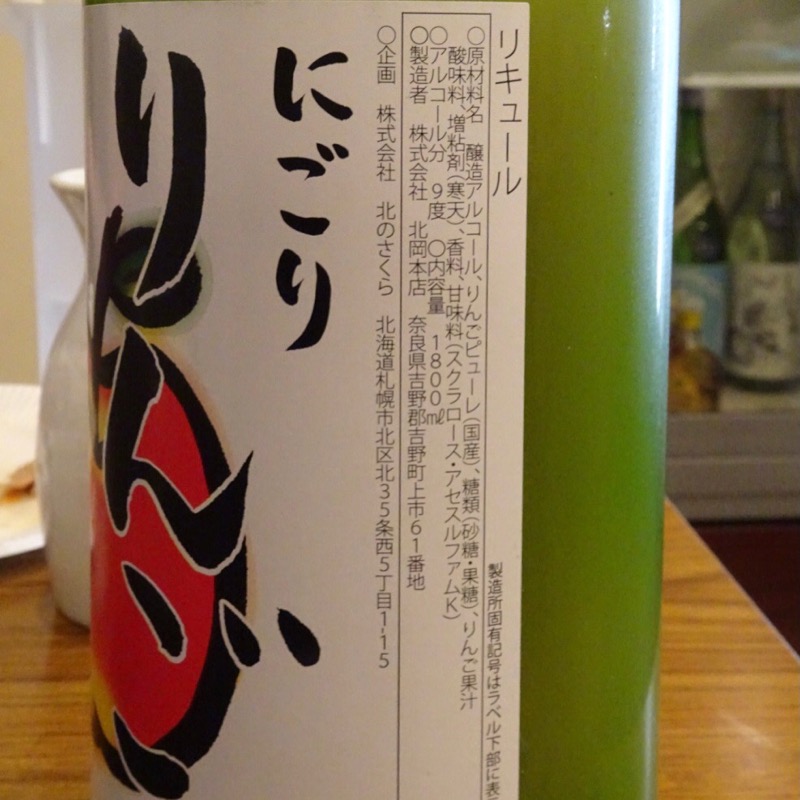 リキュール
製造所固有記号はラベル下部に表
○原材料名　醸造アルコール、りんごピューレ(国産)、糖類(砂糖・果糖)、りんご果汁
酸味料、増粘剤(寒天)、香料、甘味料(スクラロース・アセスルファムK)
○アルコール分　9度　○内容量　1800㎖
○製造者　株式会社　北岡本店　奈良県吉野郡吉野町上市61番地
○企画　株式会社　北のさくら　北海道札幌市北区北35条西5丁目1-15
にごり
りんご